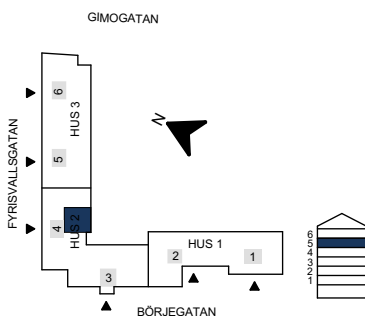 GIMOGATAN
FYRISVALLSGATAN
6
HUS 3
5
4
HUS 2
3
N
HUS 1
2
1
BÖRJEGATAN
6
5
4
3
2
1